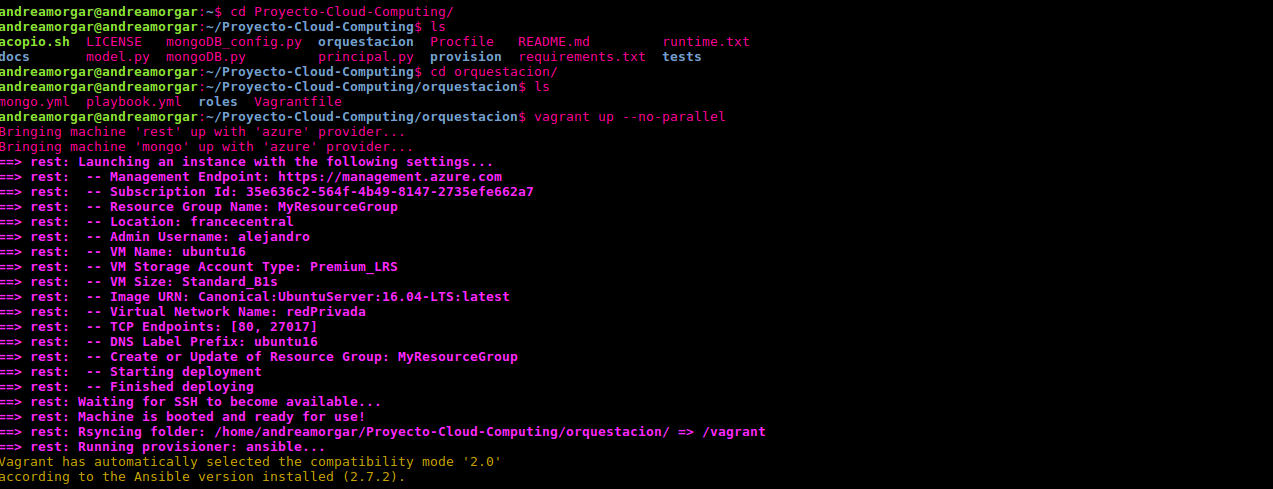 andreamorgar@andreamorgar:~$ cd Proyecto-Cloud-Computing/
andreamorgar@andreamorgar:~/Proyecto-Cloud-Computing$ ls
acopio.sh  LICENSE   mongoDB_config.py  orquestacion  Procfile   README.md         runtime.txt
docs       model.py  mongoDB.py         principal.py  provision  requirements.txt  tests
andreamorgar@andreamorgar:~/Proyecto-Cloud-Computing$ cd orquestacion/
andreamorgar@andreamorgar:~/Proyecto-Cloud-Computing/orquestacion$ ls
mongo.yml  playbook.yml  roles  Vagrantfile
andreamorgar@andreamorgar:~/Proyecto-Cloud-Computing/orquestacion$ vagrant up --no-parallel
Bringing machine 'rest' up with 'azure' provider...
Bringing machine 'mongo' up with 'azure' provider...
==> rest: Launching an instance with the following settings...
==> rest:  -- Management Endpoint: https://management.azure.com
==> rest:  -- Subscription Id: 35e636c2-564f-4b49-8147-2735efe662a7
==> rest:  -- Resource Group Name: MyResourceGroup
==> rest:  -- Location: francecentral
==> rest:  -- Admin Username: alejandro
==> rest:  -- VM Name: ubuntu16
==> rest:  -- VM Storage Account Type: Premium_LRS
==> rest:  -- VM Size: Standard_B1s
==> rest:  -- Image URN: Canonical:UbuntuServer:16.04-LTS:latest
==> rest:  -- Virtual Network Name: redPrivada
==> rest:  -- TCP Endpoints: [80, 27017]
==> rest:  -- DNS Label Prefix: ubuntu16
==> rest:  -- Create or Update of Resource Group: MyResourceGroup
==> rest:  -- Starting deployment
==> rest:  -- Finished deploying
==> rest: Waiting for SSH to become available...
==> rest: Machine is booted and ready for use!
==> rest: Rsyncing folder: /home/andreamorgar/Proyecto-Cloud-Computing/orquestacion/ => /vagrant
==> rest: Running provisioner: ansible...
Vagrant has automatically selected the compatibility mode '2.0'
according to the Ansible version installed (2.7.2).